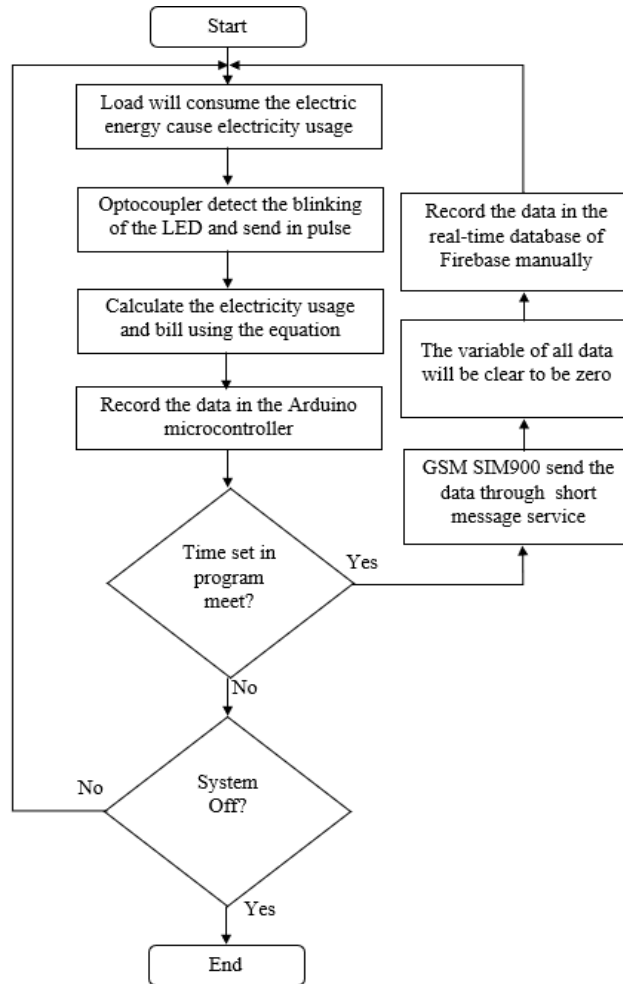 Start
Load will consume the electric
energy cause electricity usage
Optocoupler detect the blinking
of the LED and send in pulse
Calculate the electricity usage
and bill using the equation
Record the data in the Arduino
microcontroller
Time set in
program
meet?
Yes
GSM SIM900 send the
data through short
message service
The variable of all data
will be clear to be zero
Record the data in the
real-time database of
Firebase manually
No
System
Off?
No
Yes
End